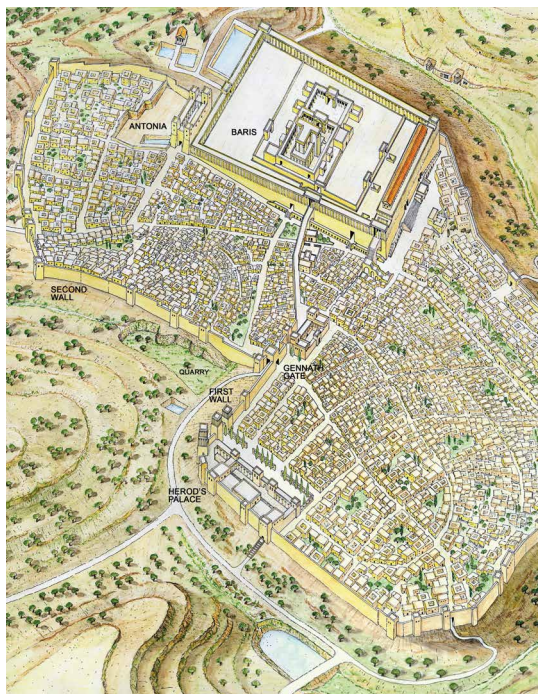 ANTONIA
BARIS
SECOND
WALL
QUARRY
GENNATH
GATE
FIRST
WALL
HEROD'S
PALACE